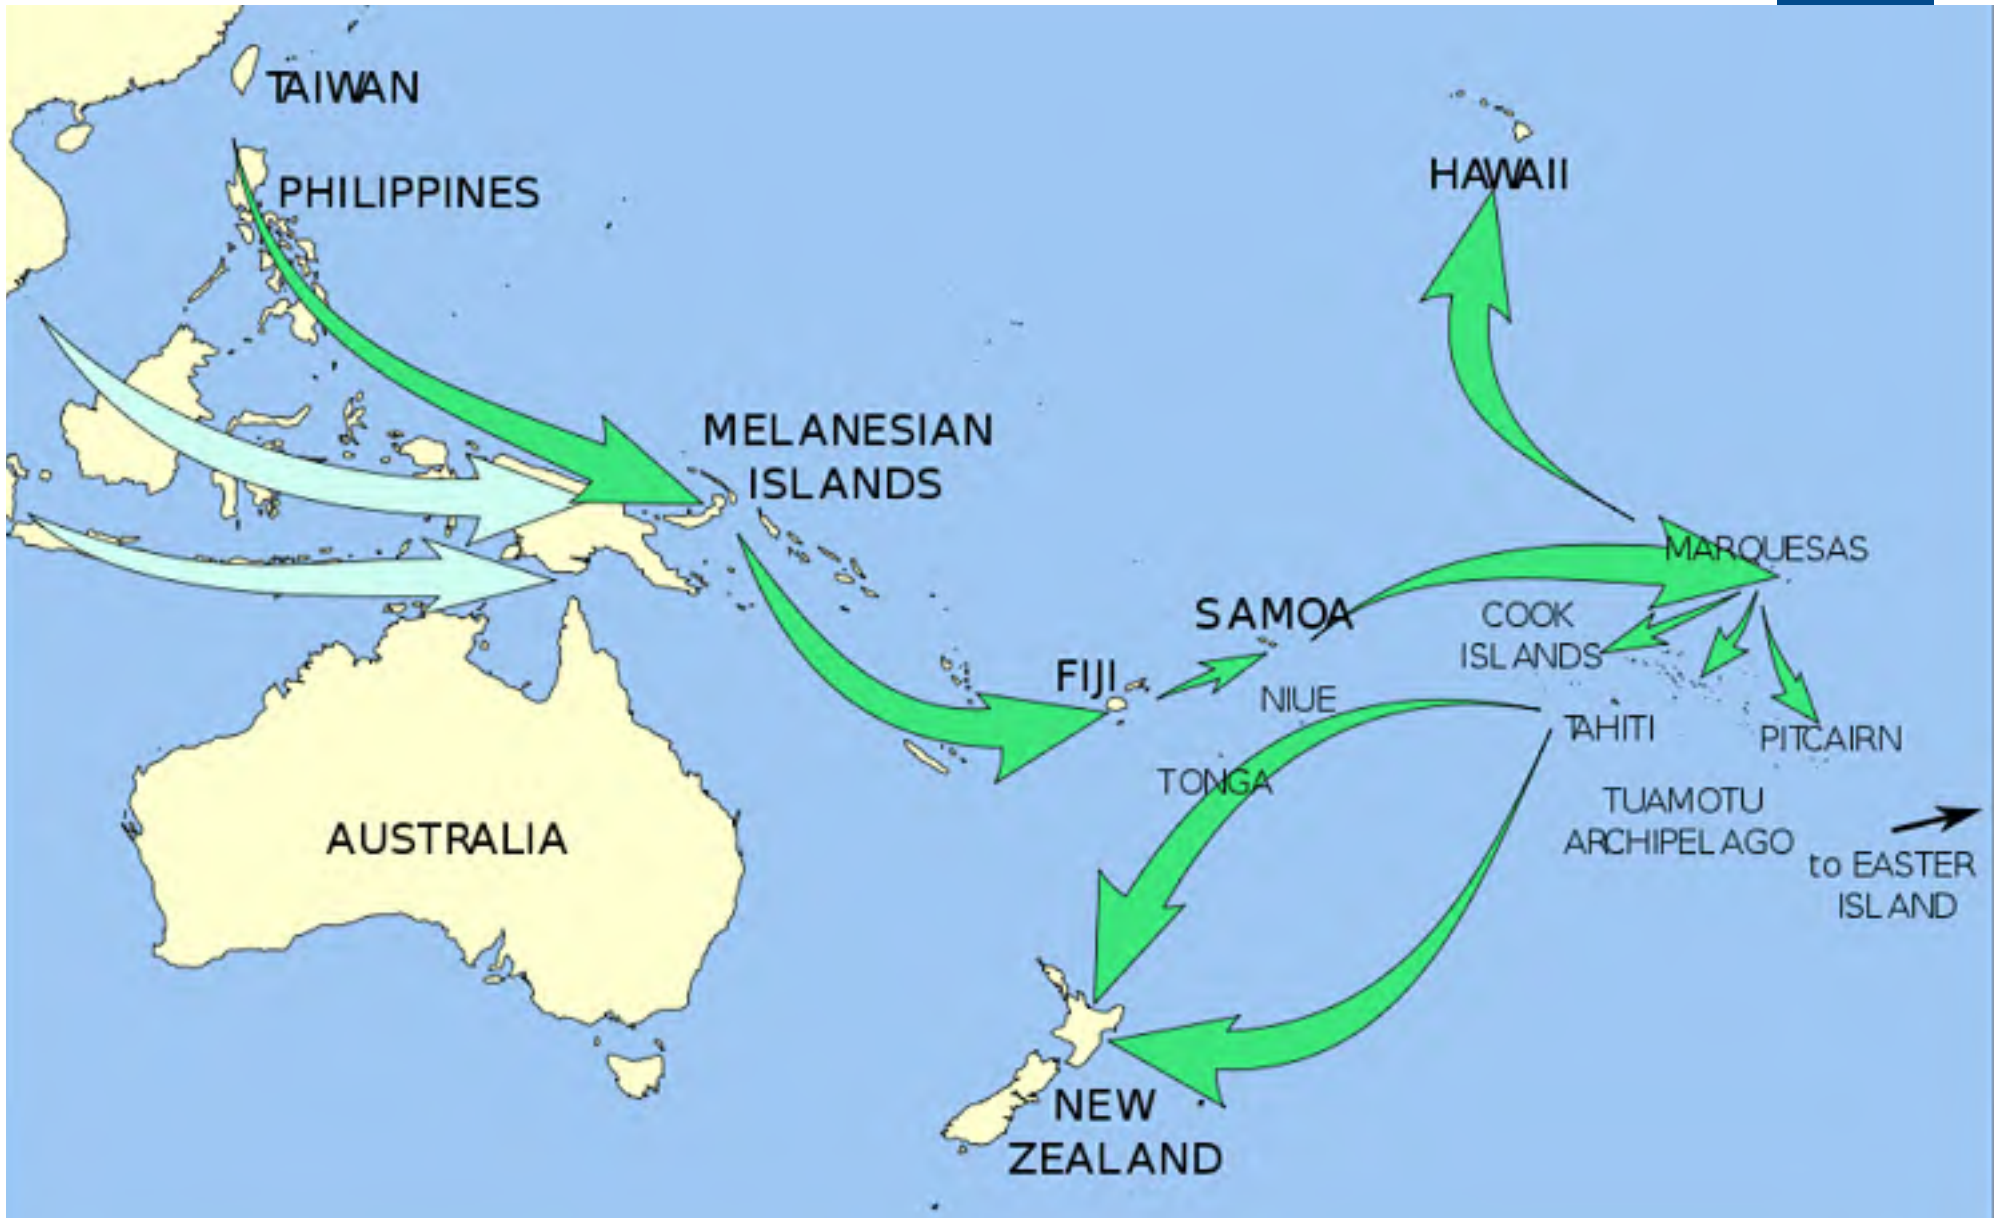 TAIWAN
PHILIPPINES
HAWAII
MELANESIAN
ISLANDS
MARQUESAS
SAMOA
COOK
ISLANDS
FIJI
NIUE
TAHITI
PITCAIRN
TONGA
TUAMOTU
ARCHIPELAGO
AUSTRALIA
to EASTER
ISLAND
NEW
ZEALAND